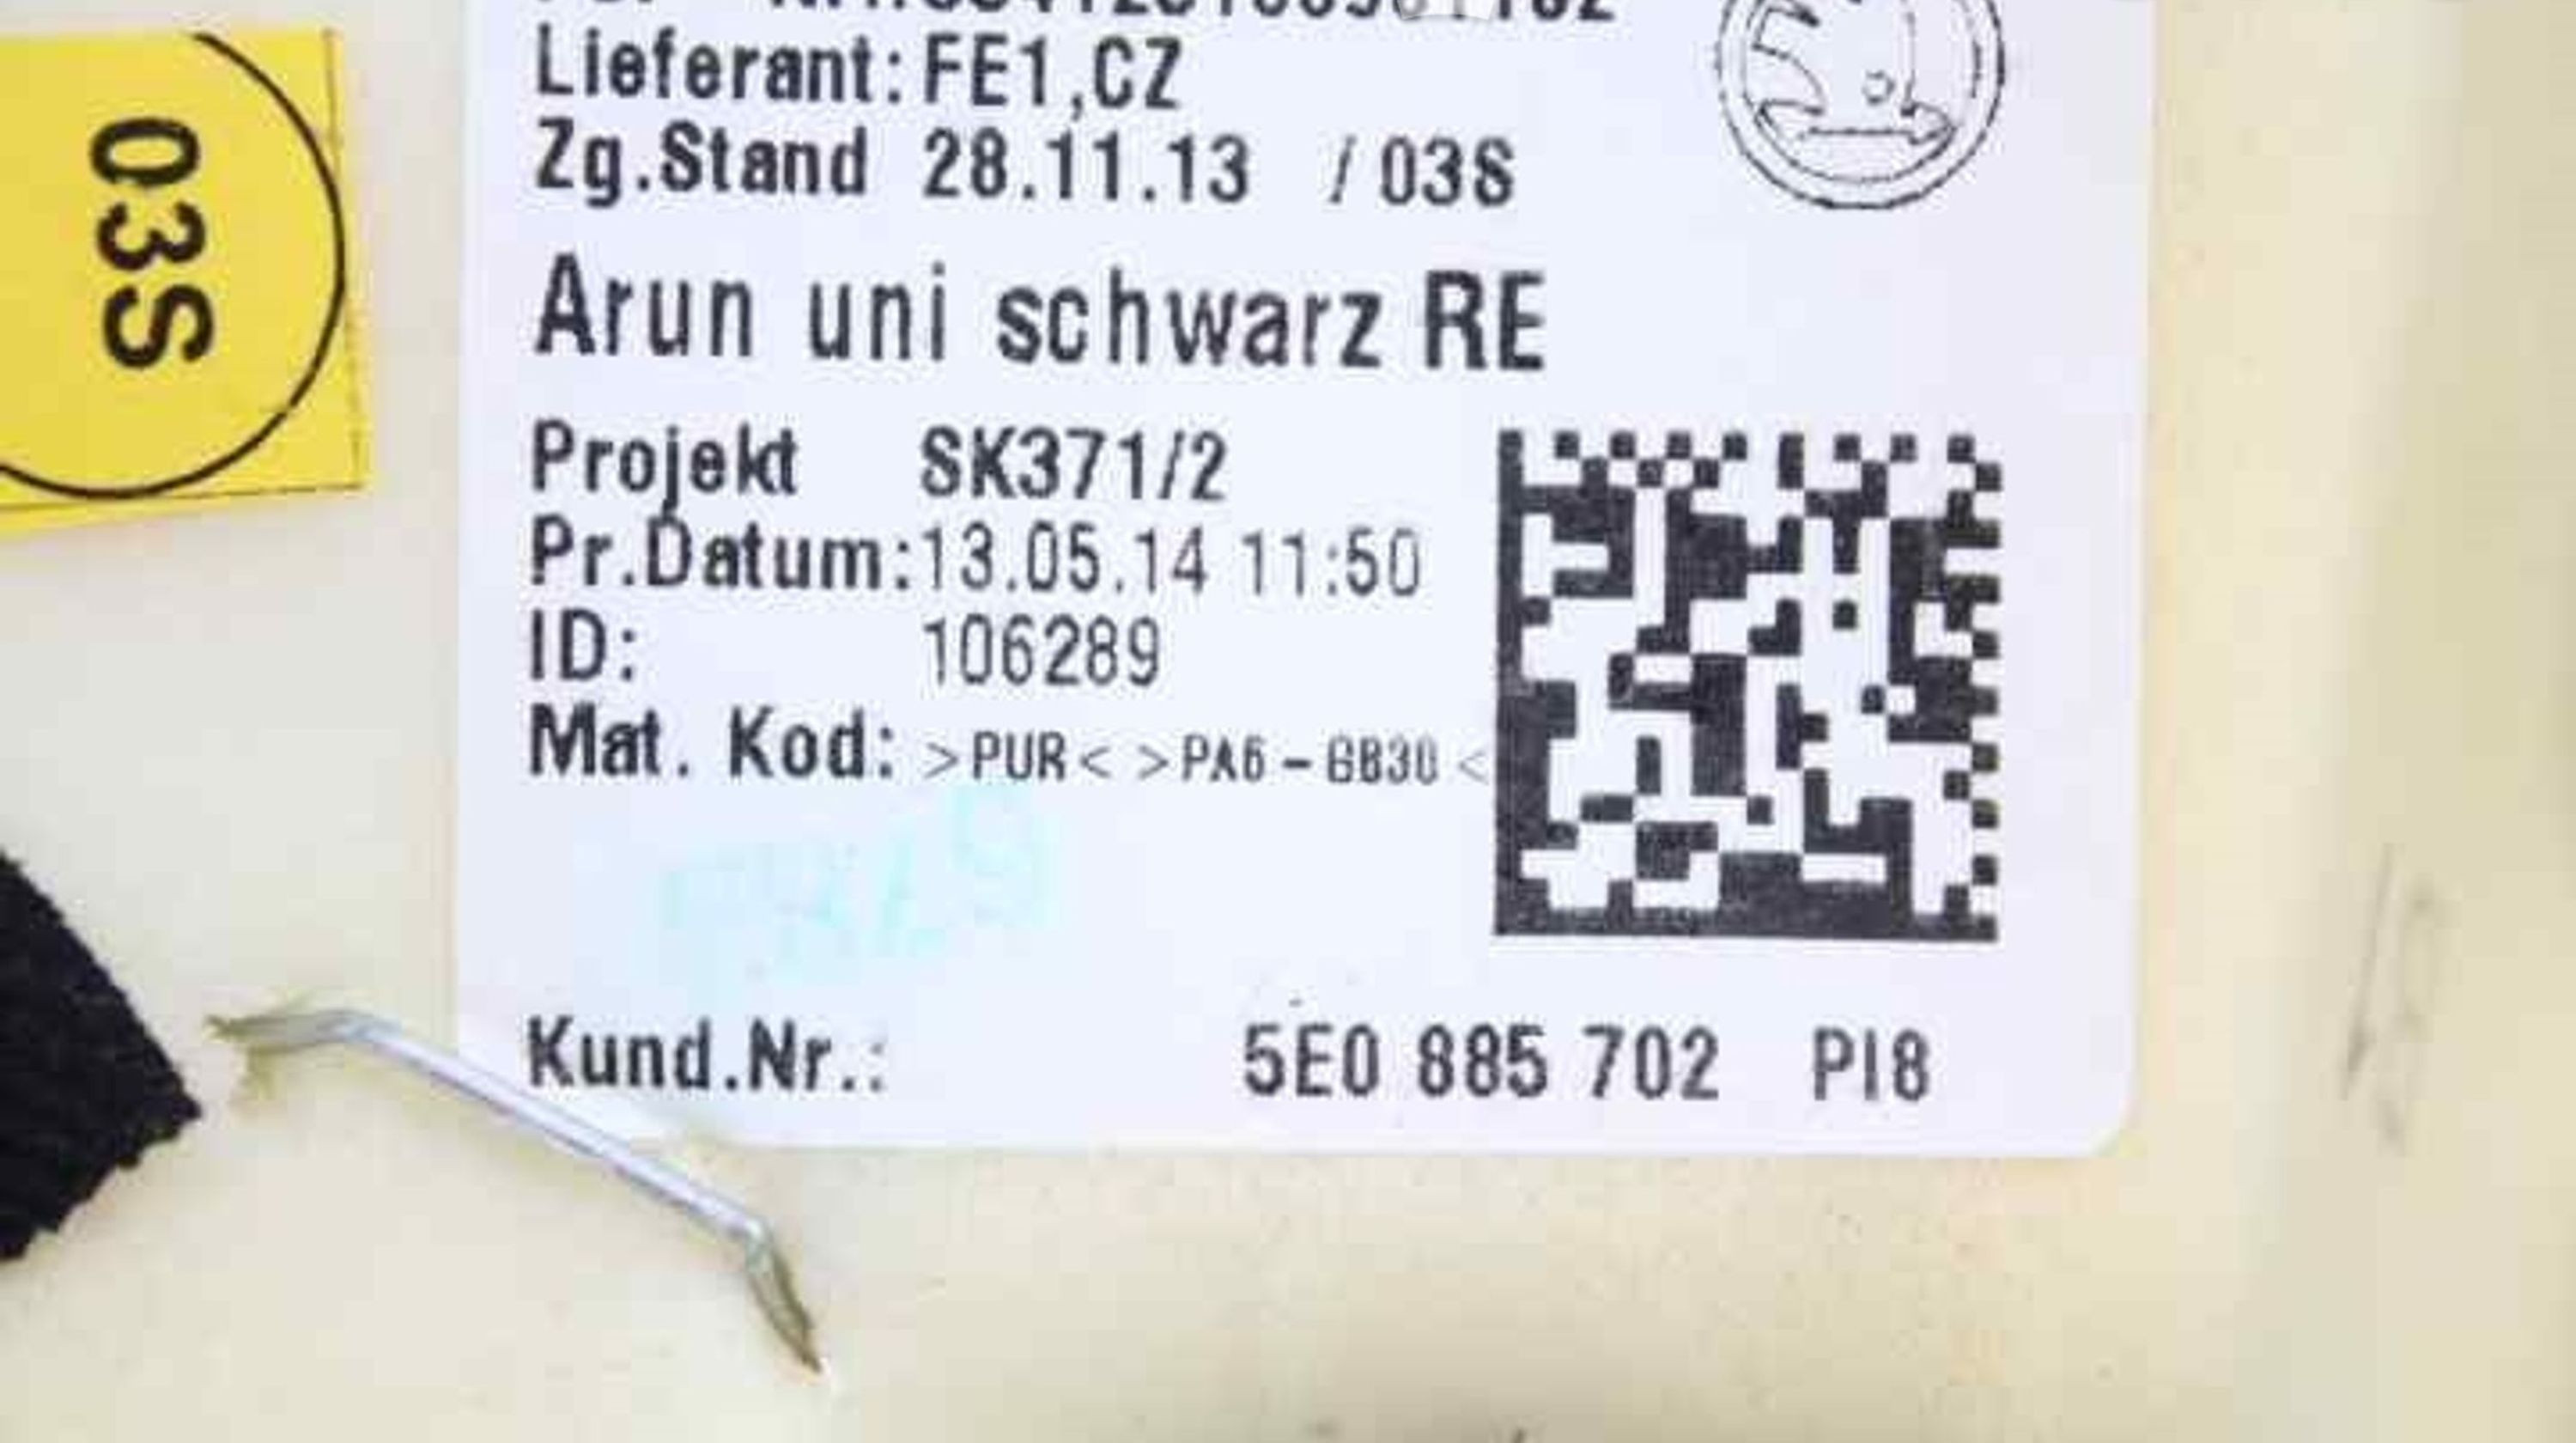 03S
Lieferant: FE1,CZ
Zg.Stand 28.11.13 / 03S
Arun uni schwarz RE
Projekt SK371/2
Pr.Datum: 13.05.14 11:50
ID: 106289
Mat. Kod: >PUR< >PA6-GB30<
Kund.Nr.: 5E0 885 702 PI8